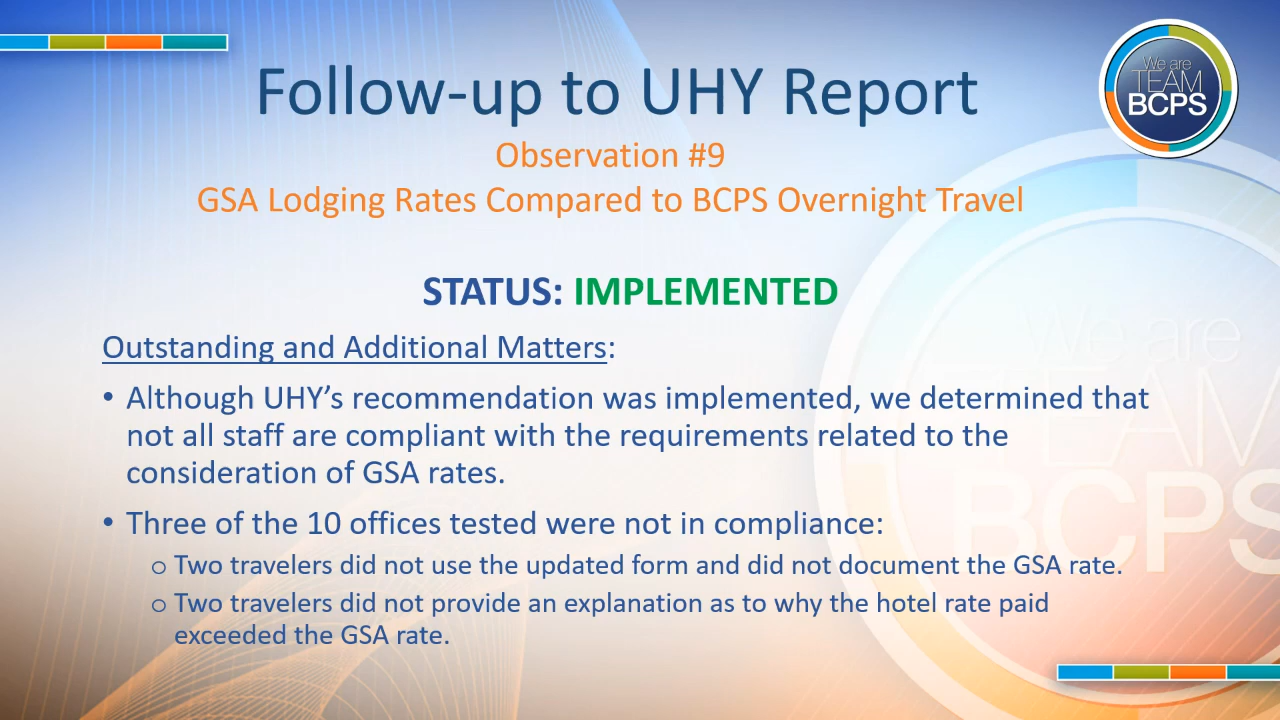 We are
TEAM
BCPS
Follow-up to UHY Report
Observation #9
GSA Lodging Rates Compared to BCPS Overnight Travel
STATUS: IMPLEMENTED
Outstanding and Additional Matters:
• Although UHY’s recommendation was implemented, we determined that
not all staff are compliant with the requirements related to the
consideration of GSA rates.
• Three of the 10 offices tested were not in compliance:
o Two travelers did not use the updated form and did not document the GSA rate.
o Two travelers did not provide an explanation as to why the hotel rate paid
exceeded the GSA rate.
We are
TEAM
BCPS